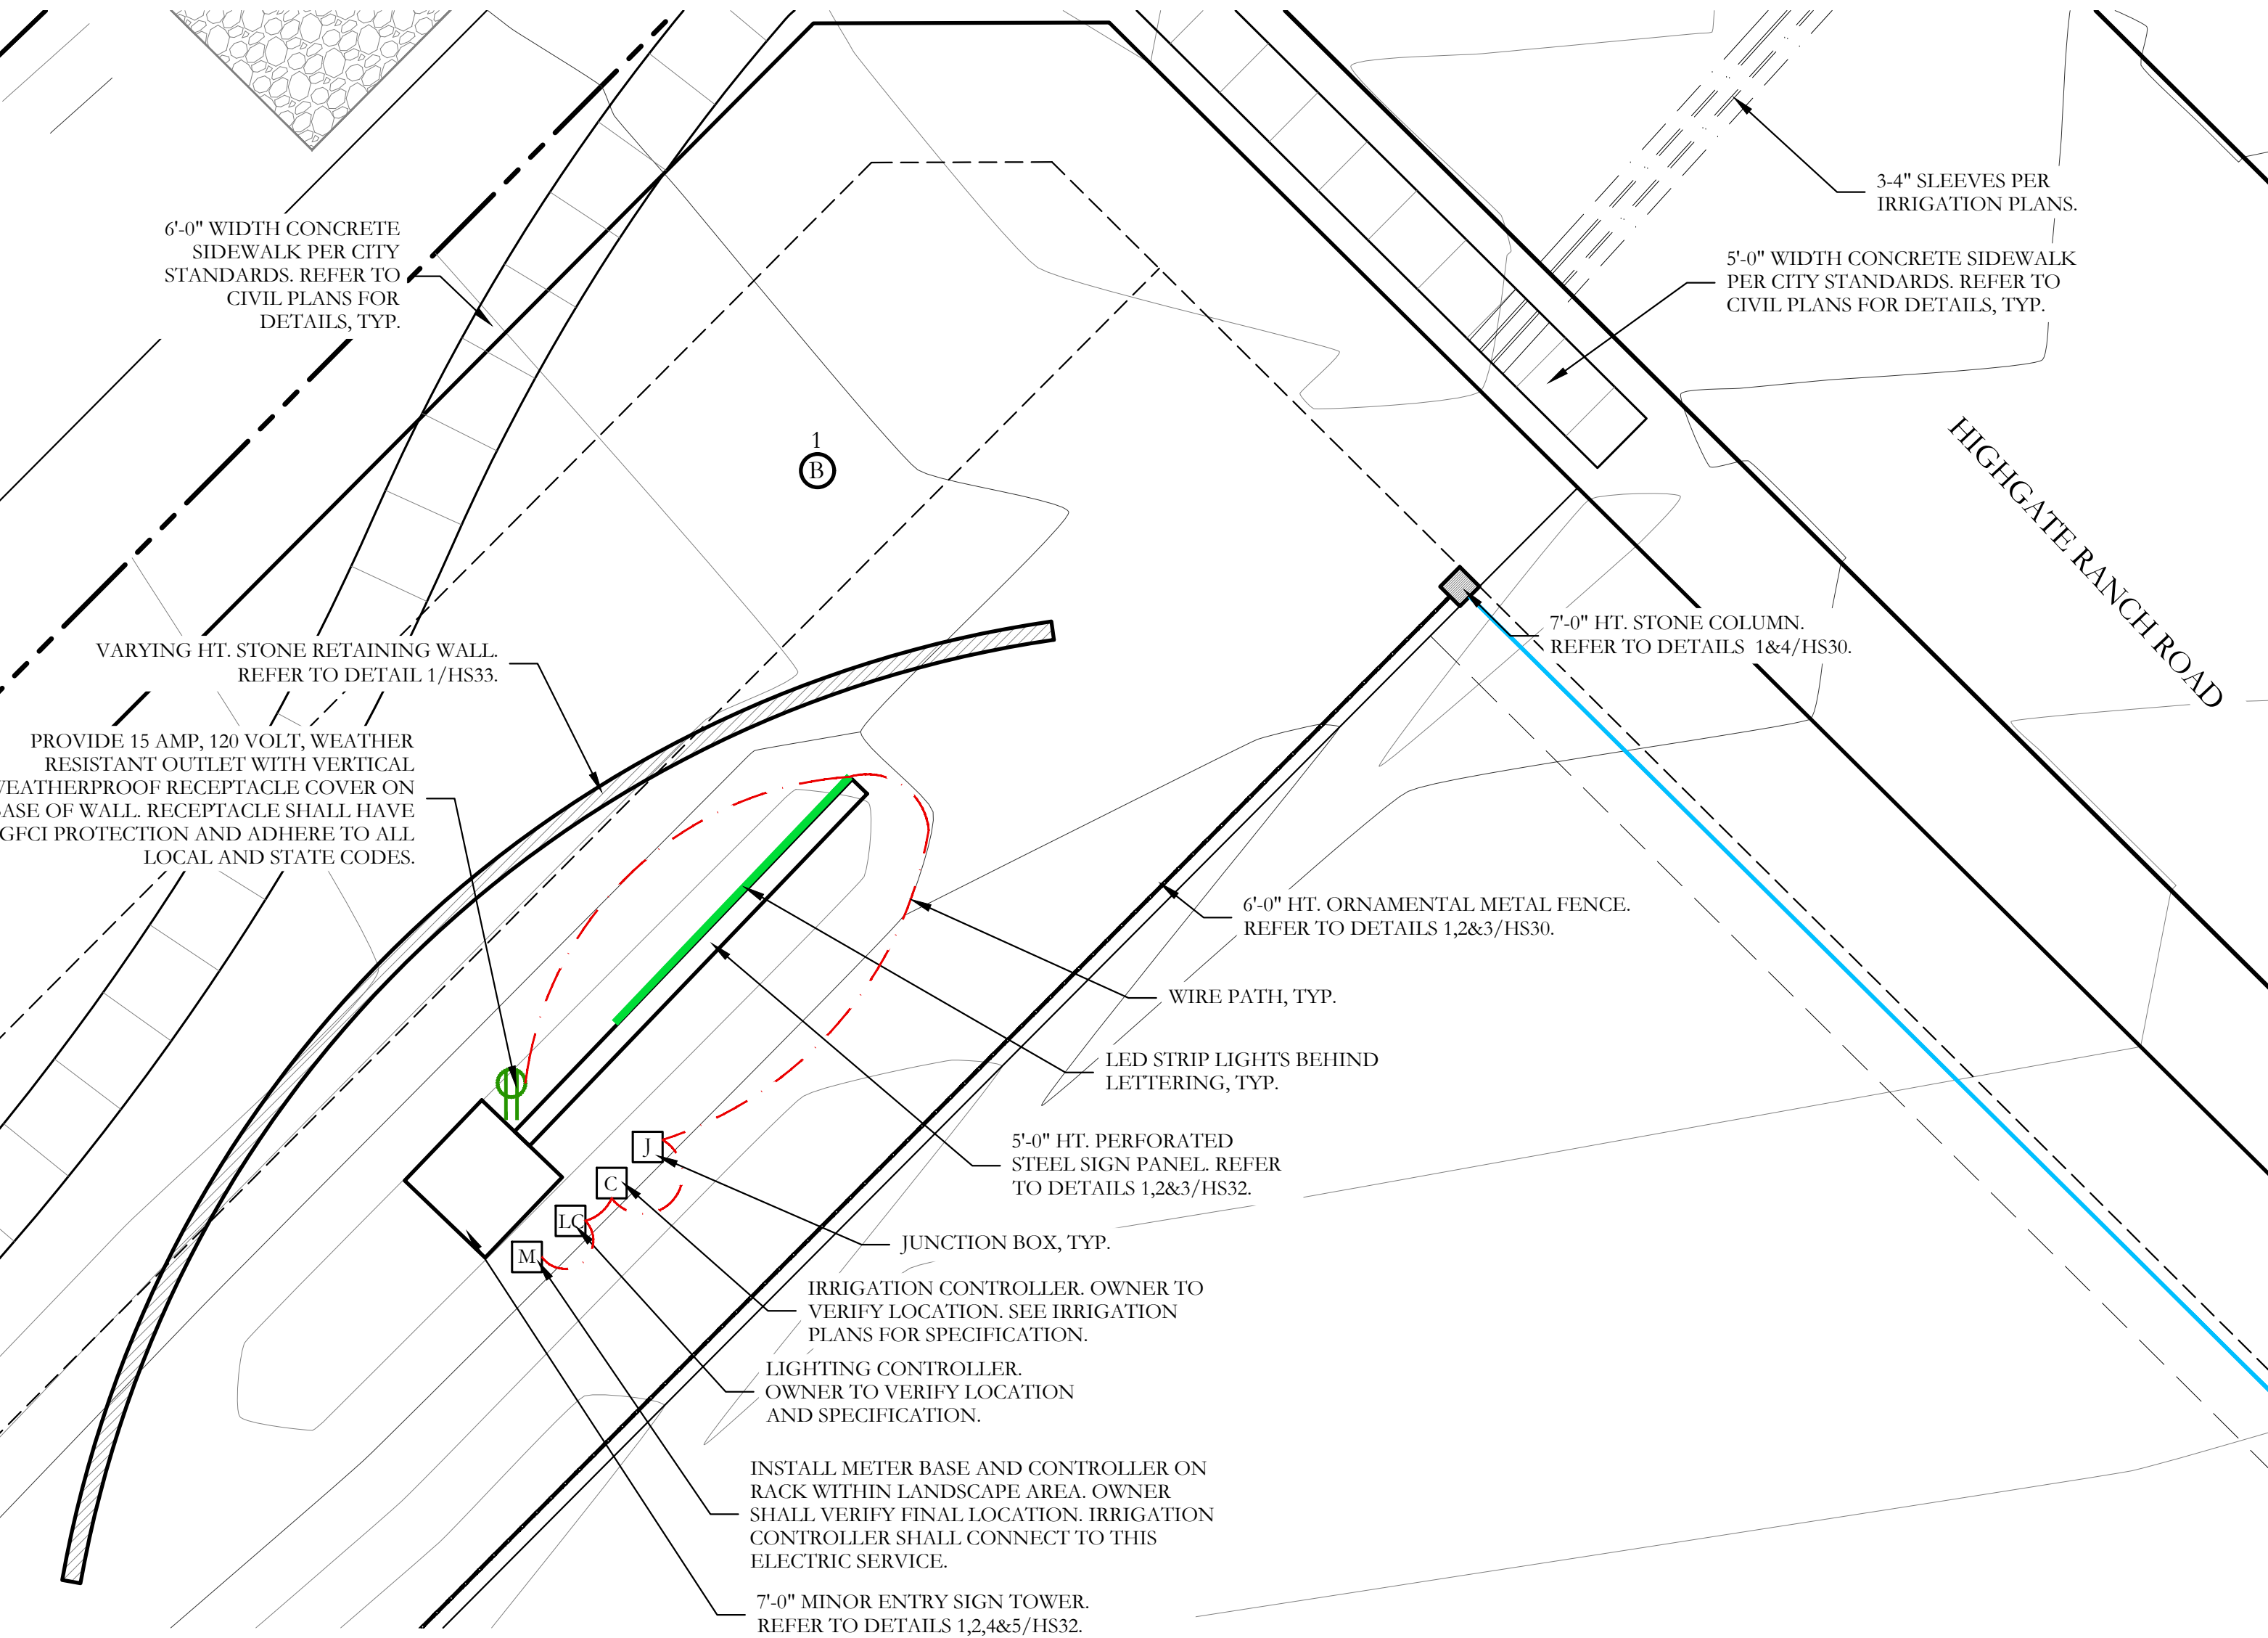 3-4" SLEEVES PER
IRRIGATION PLANS.
6'-0" WIDTH CONCRETE
SIDEWALK PER CITY
STANDARDS. REFER TO
CIVIL PLANS FOR
DETAILS, TYP.
5'-0" WIDTH CONCRETE SIDEWALK
PER CITY STANDARDS. REFER TO
CIVIL PLANS FOR DETAILS, TYP.
1
B
HIGHGATE RANCH ROAD
7'-0" HT. STONE COLUMN.
REFER TO DETAILS 1&4/HS30.
VARYING HT. STONE RETAINING WALL.
REFER TO DETAIL 1/HS33.
PROVIDE 15 AMP, 120 VOLT, WEATHER
RESISTANT OUTLET WITH VERTICAL
WEATHERPROOF RECEPTACLE COVER ON
BASE OF WALL. RECEPTACLE SHALL HAVE
GFCI PROTECTION AND ADHERE TO ALL
LOCAL AND STATE CODES.
6'-0" HT. ORNAMENTAL METAL FENCE.
REFER TO DETAILS 1,2&3/HS30.
WIRE PATH, TYP.
LED STRIP LIGHTS BEHIND
LETTERING, TYP.
5'-0" HT. PERFORATED
STEEL SIGN PANEL. REFER
TO DETAILS 1,2&3/HS32.
J
C
LC
M
JUNCTION BOX, TYP.
IRRIGATION CONTROLLER. OWNER TO
VERIFY LOCATION. SEE IRRIGATION
PLANS FOR SPECIFICATION.
LIGHTING CONTROLLER.
OWNER TO VERIFY LOCATION
AND SPECIFICATION.
INSTALL METER BASE AND CONTROLLER ON
RACK WITHIN LANDSCAPE AREA. OWNER
SHALL VERIFY FINAL LOCATION. IRRIGATION
CONTROLLER SHALL CONNECT TO THIS
ELECTRIC SERVICE.
7'-0" MINOR ENTRY SIGN TOWER.
REFER TO DETAILS 1,2,4&5/HS32.